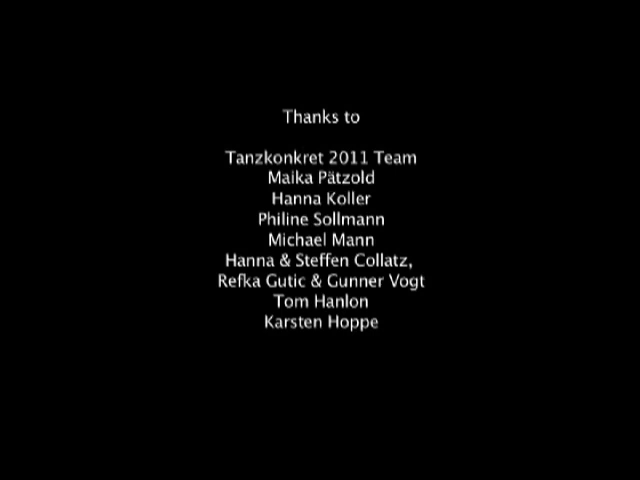 Thanks to
Tanzkonkret 2011 Team
Maika Pätzold
Hanna Koller
Philine Sollmann
Michael Mann
Hanna & Steffen Collatz,
Refka Gutic & Gunner Vogt
Tom Hanlon
Karsten Hoppe